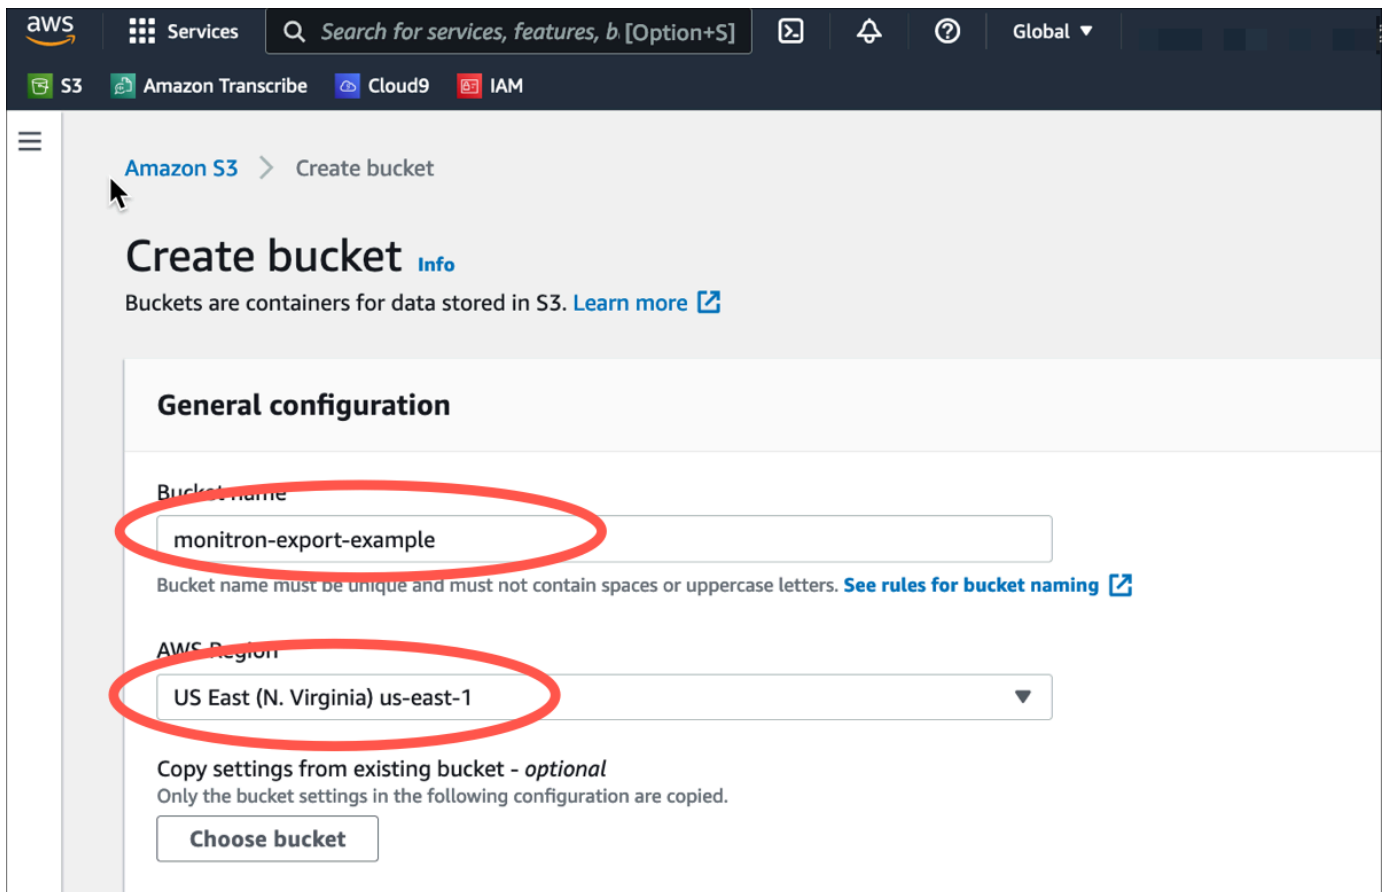 aws Services Search for services, features, b [Option+S] Global
S3 Amazon Transcribe Cloud9 IAM
Amazon S3 > Create bucket
Create bucket Info
Buckets are containers for data stored in S3. Learn more
General configuration
Bucket name
monitron-export-example
Bucket name must be unique and must not contain spaces or uppercase letters. See rules for bucket naming
AWS Region
US East (N. Virginia) us-east-1
Copy settings from existing bucket - optional
Only the bucket settings in the following configuration are copied.
Choose bucket